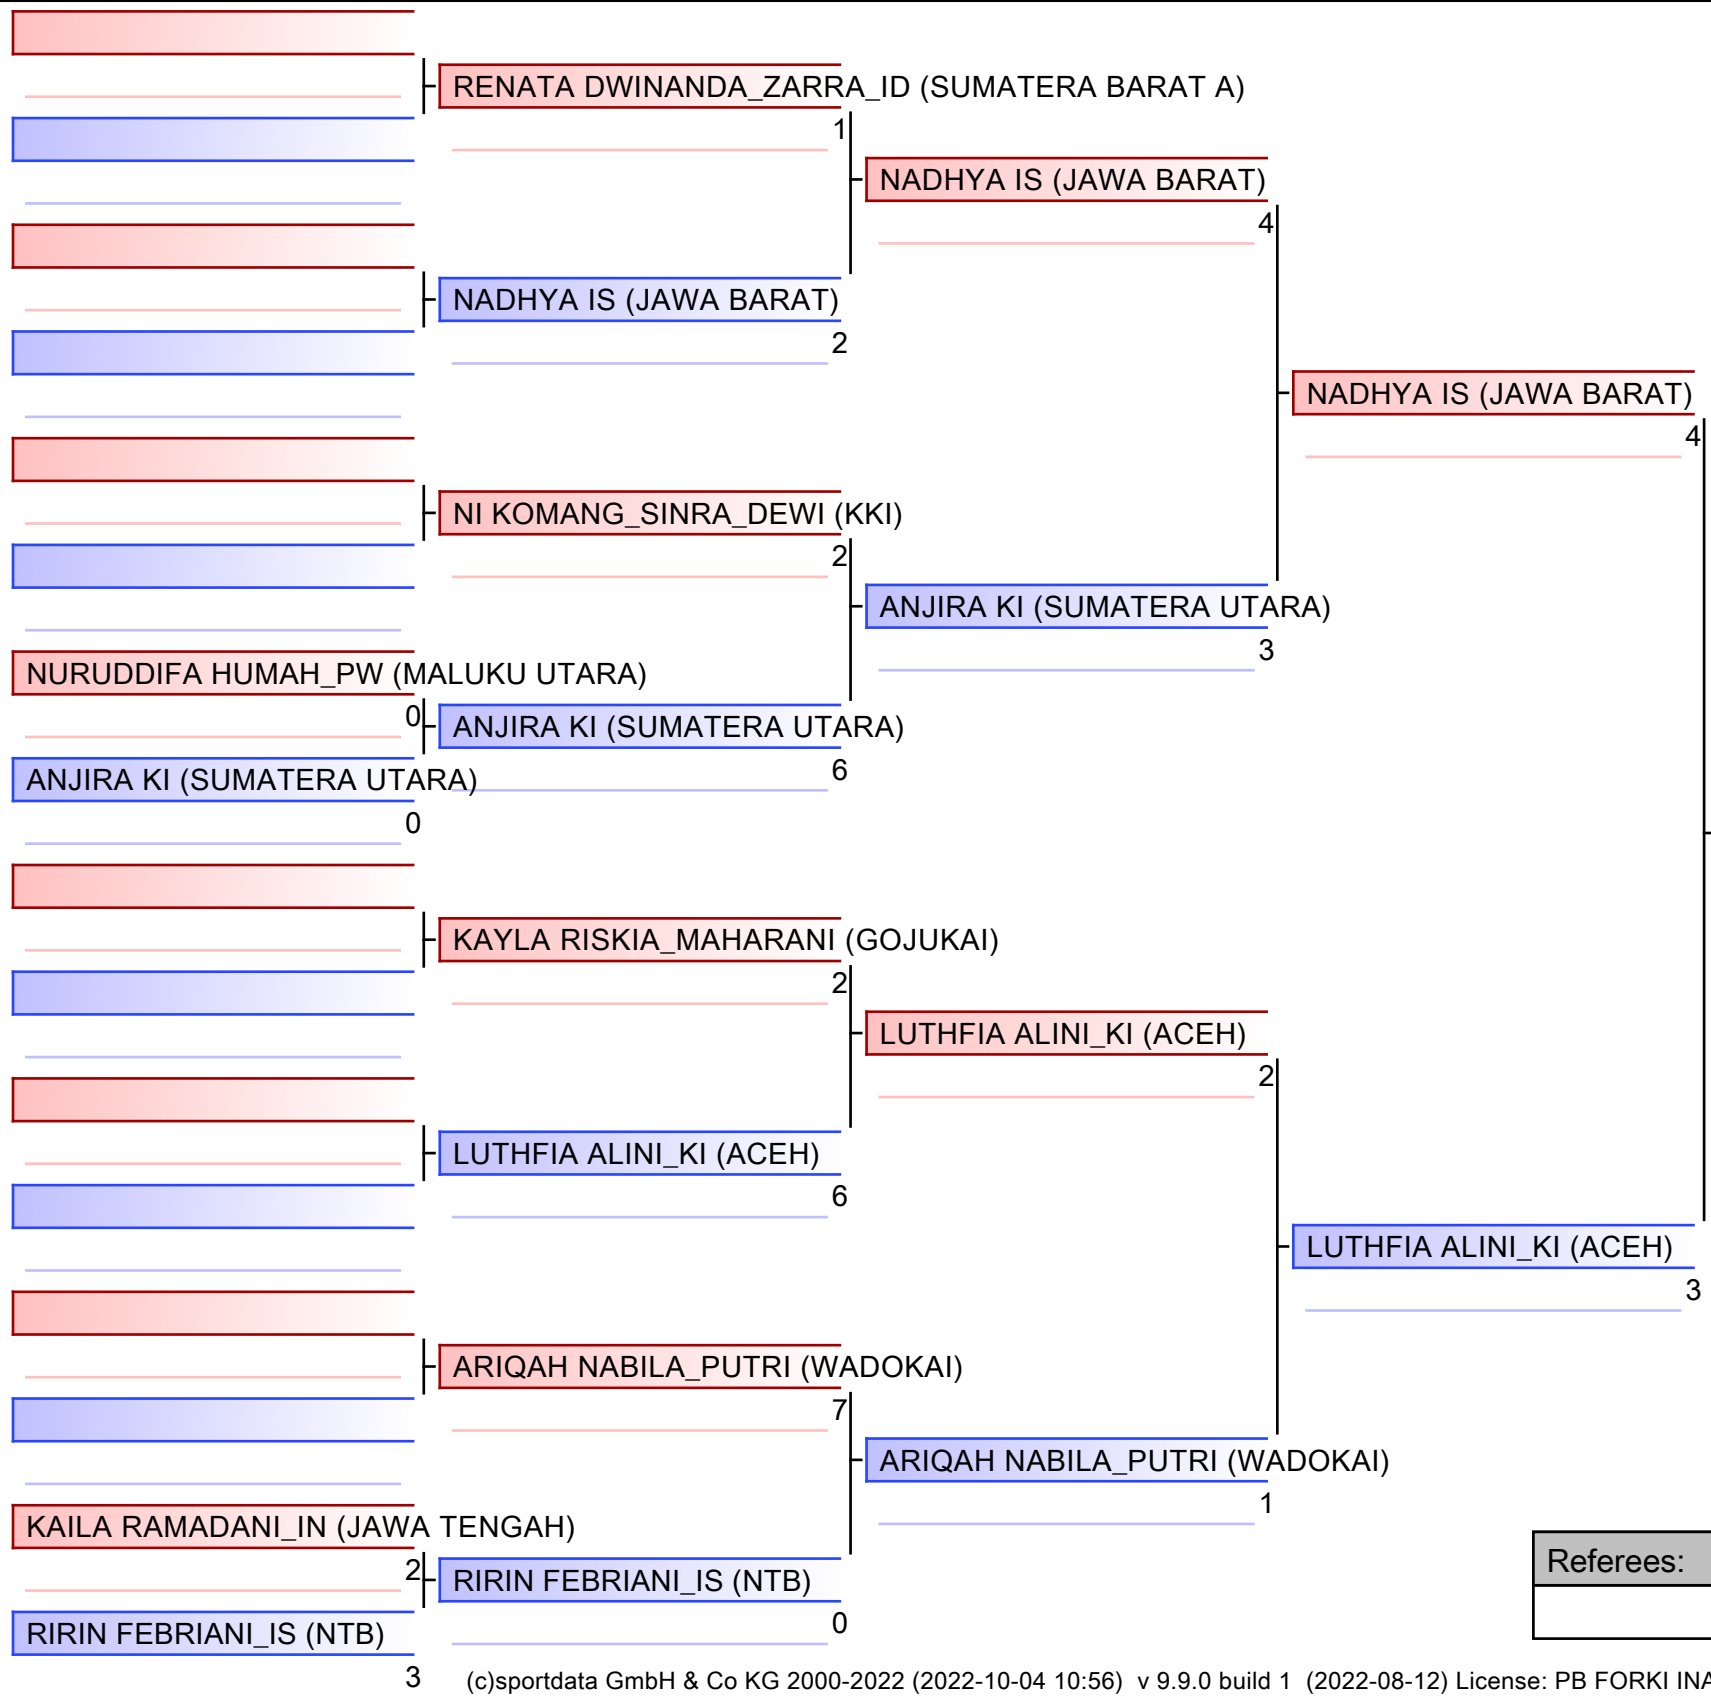 RENATA DWINANDA_ZARRA_ID (SUMATERA BARAT A)
1
NADHYA IS (JAWA BARAT)
4
NADHYA IS (JAWA BARAT)
2
NADHYA IS (JAWA BARAT)
4
NI KOMANG_SINRA_DEWI (KKI)
2
ANJIRA KI (SUMATERA UTARA)
3
NURUDDIFA HUMAH_PW (MALUKU UTARA)
0
ANJIRA KI (SUMATERA UTARA)
6
ANJIRA KI (SUMATERA UTARA)
0
KAYLA RISKIA_MAHARANI (GOJUKAI)
2
LUTHFIA ALINI_KI (ACEH)
2
LUTHFIA ALINI_KI (ACEH)
6
LUTHFIA ALINI_KI (ACEH)
3
ARIQAH NABILA_PUTRI (WADOKAI)
7
ARIQAH NABILA_PUTRI (WADOKAI)
1
KAILA RAMADANI_IN (JAWA TENGAH)
2
RIRIN FEBRIANI_IS (NTB)
0
RIRIN FEBRIANI_IS (NTB)
3
Referees:
(c)sportdata GmbH & Co KG 2000-2022 (2022-10-04 10:56) v 9.9.0 build 1 (2022-08-12) License: PB FORKI INA